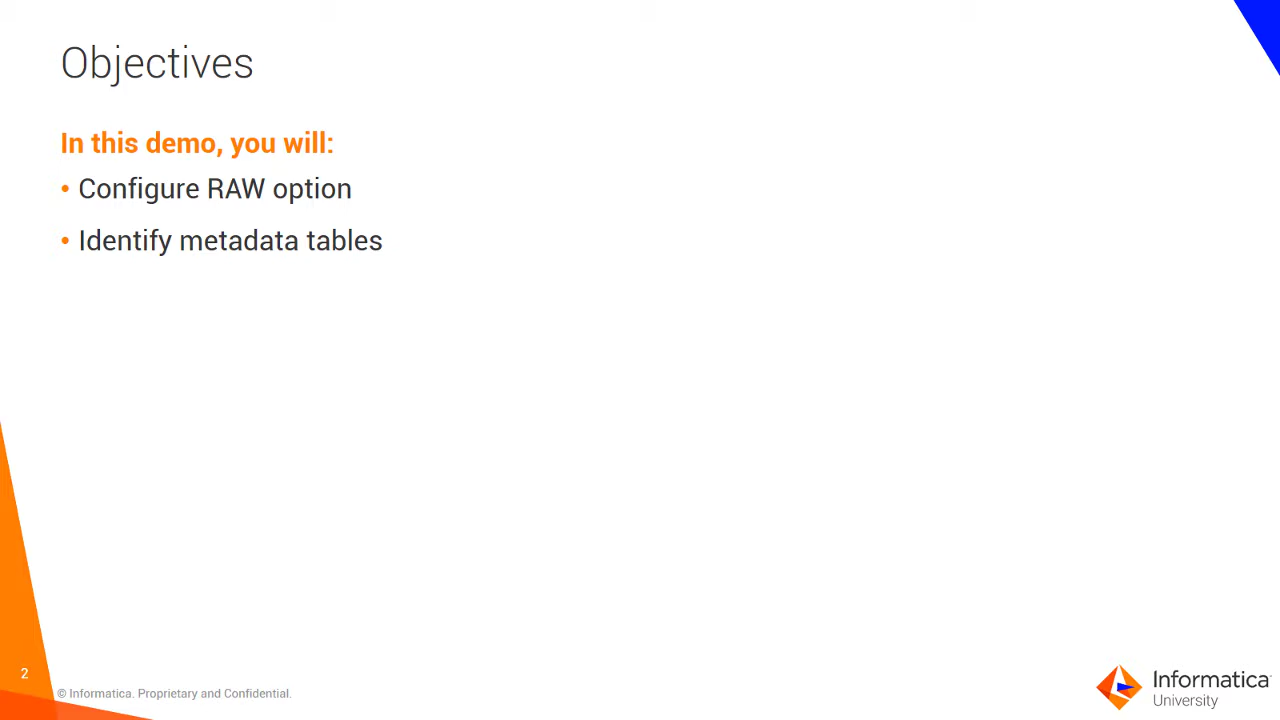 Objectives
In this demo, you will:
• Configure RAW option
• Identify metadata tables
2
© Informatica. Proprietary and Confidential.
Informatica
University